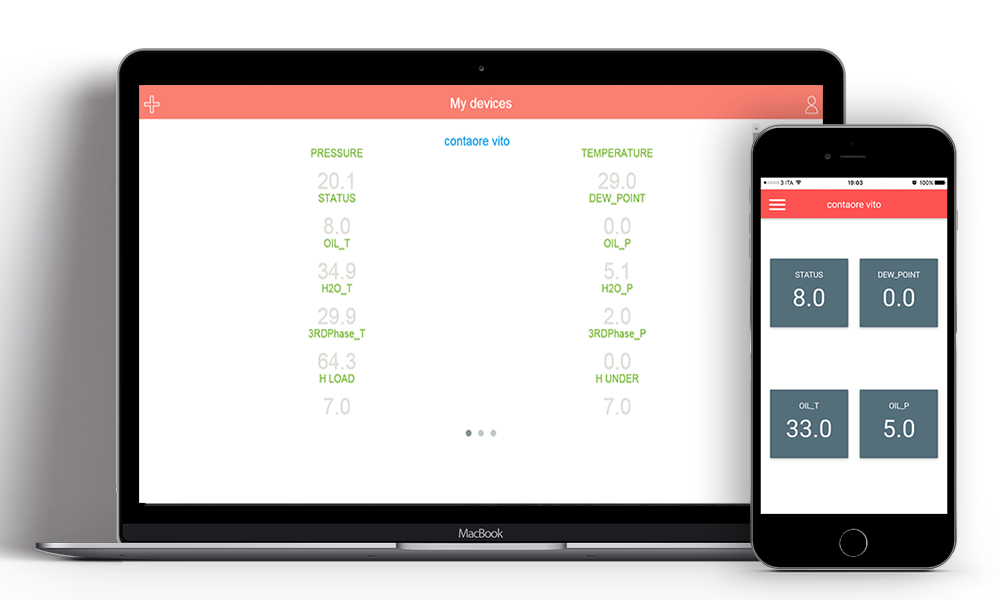 My devices
contaore vito
PRESSURE TEMPERATURE
20.1 29.0
STATUS DEW_POINT
8.0 0.0
OIL_T OIL_P
34.9 5.1
H2O_T H2O_P
29.9 2.0
3RDPhase_T 3RDPhase_P
64.3 0.0
H LOAD H UNDER
7.0 7.0
MacBook
3 ITA 19:03 100%
contaore vito
STATUS DEW_POINT
8.0 0.0
OIL_T OIL_P
33.0 5.0